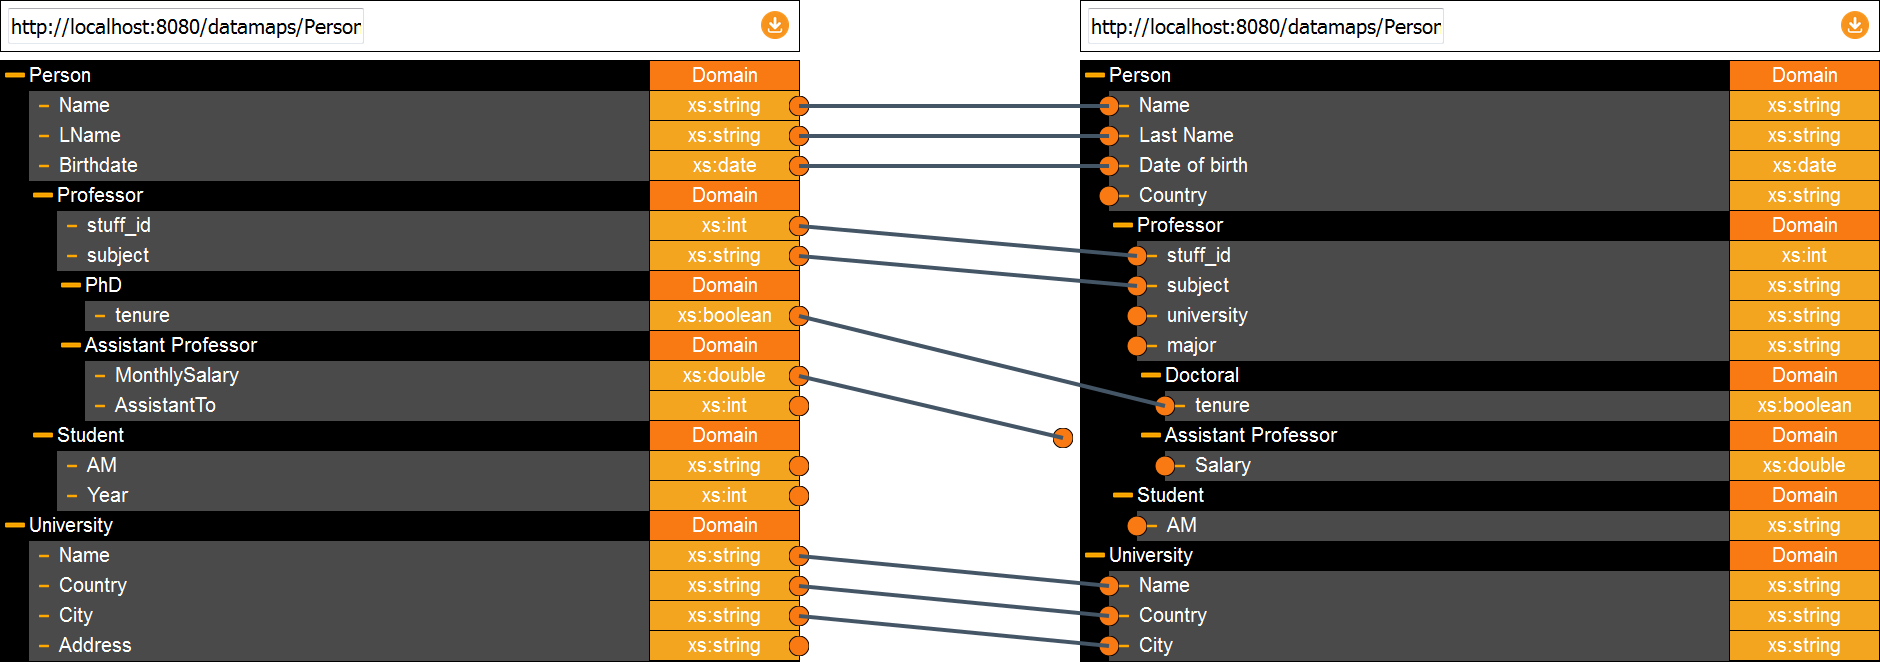 http://localhost:8080/datamaps/Person
Person Domain
Name xs:string
LName xs:string
Birthdate xs:date
Professor Domain
stuff_id xs:int
subject xs:string
PhD Domain
tenure xs:boolean
Assistant Professor Domain
MonthlySalary xs:double
AssistantTo xs:int
Student Domain
AM xs:string
Year xs:int
University Domain
Name xs:string
Country xs:string
City xs:string
Address xs:string
http://localhost:8080/datamaps/Person
Person Domain
Name xs:string
Last Name xs:string
Date of birth xs:date
Country xs:string
Professor Domain
stuff_id xs:int
subject xs:string
university xs:string
major xs:string
Doctoral Domain
tenure xs:boolean
Assistant Professor Domain
Salary xs:double
Student Domain
AM xs:string
University Domain
Name xs:string
Country xs:string
City xs:string